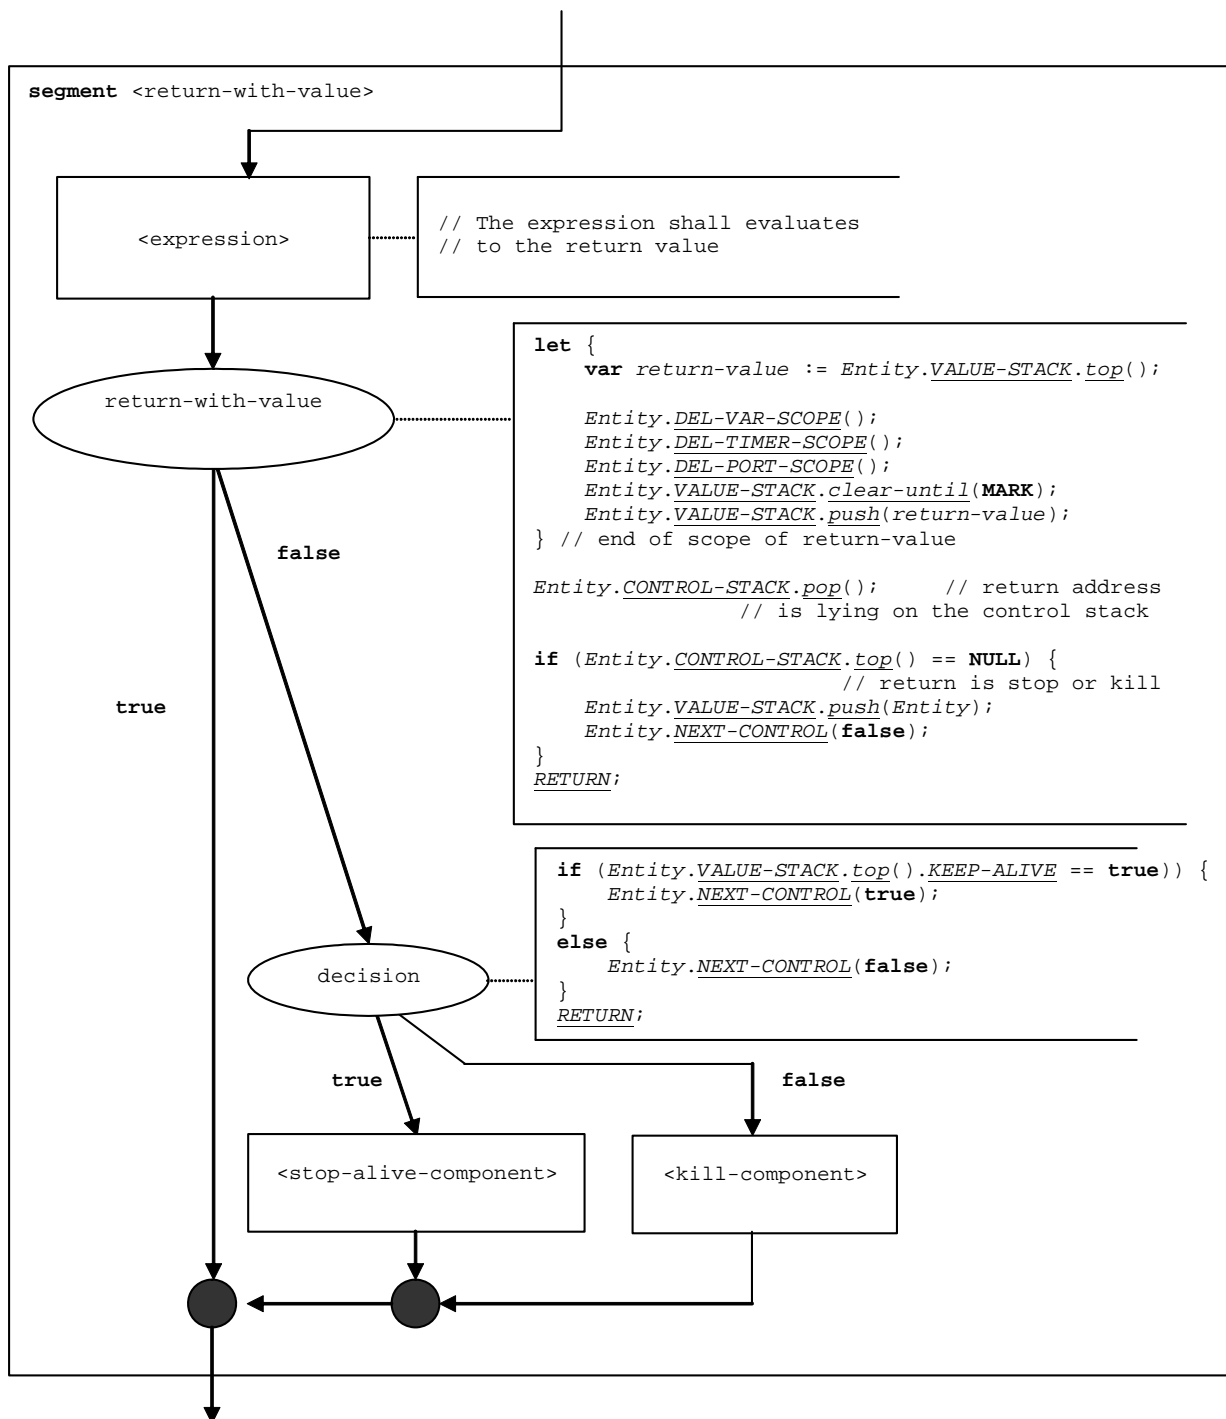 segment <return-with-value>
<expression>
// The expression shall evaluates
// to the return value
return-with-value
let {
var return-value := Entity.VALUE-STACK.top();
Entity.DEL-VAR-SCOPE();
Entity.DEL-TIMER-SCOPE();
Entity.DEL-PORT-SCOPE();
Entity.VALUE-STACK.clear-until(MARK);
Entity.VALUE-STACK.push(return-value);
} // end of scope of return-value
Entity.CONTROL-STACK.pop(); // return address
// is lying on the control stack
if (Entity.CONTROL-STACK.top() == NULL) {
// return is stop or kill
Entity.VALUE-STACK.push(Entity);
Entity.NEXT-CONTROL(false);
}
RETURN;
false
true
decision
if (Entity.VALUE-STACK.top().KEEP-ALIVE == true)) {
Entity.NEXT-CONTROL(true);
}
else {
Entity.NEXT-CONTROL(false);
}
RETURN;
true
false
<stop-alive-component>
<kill-component>